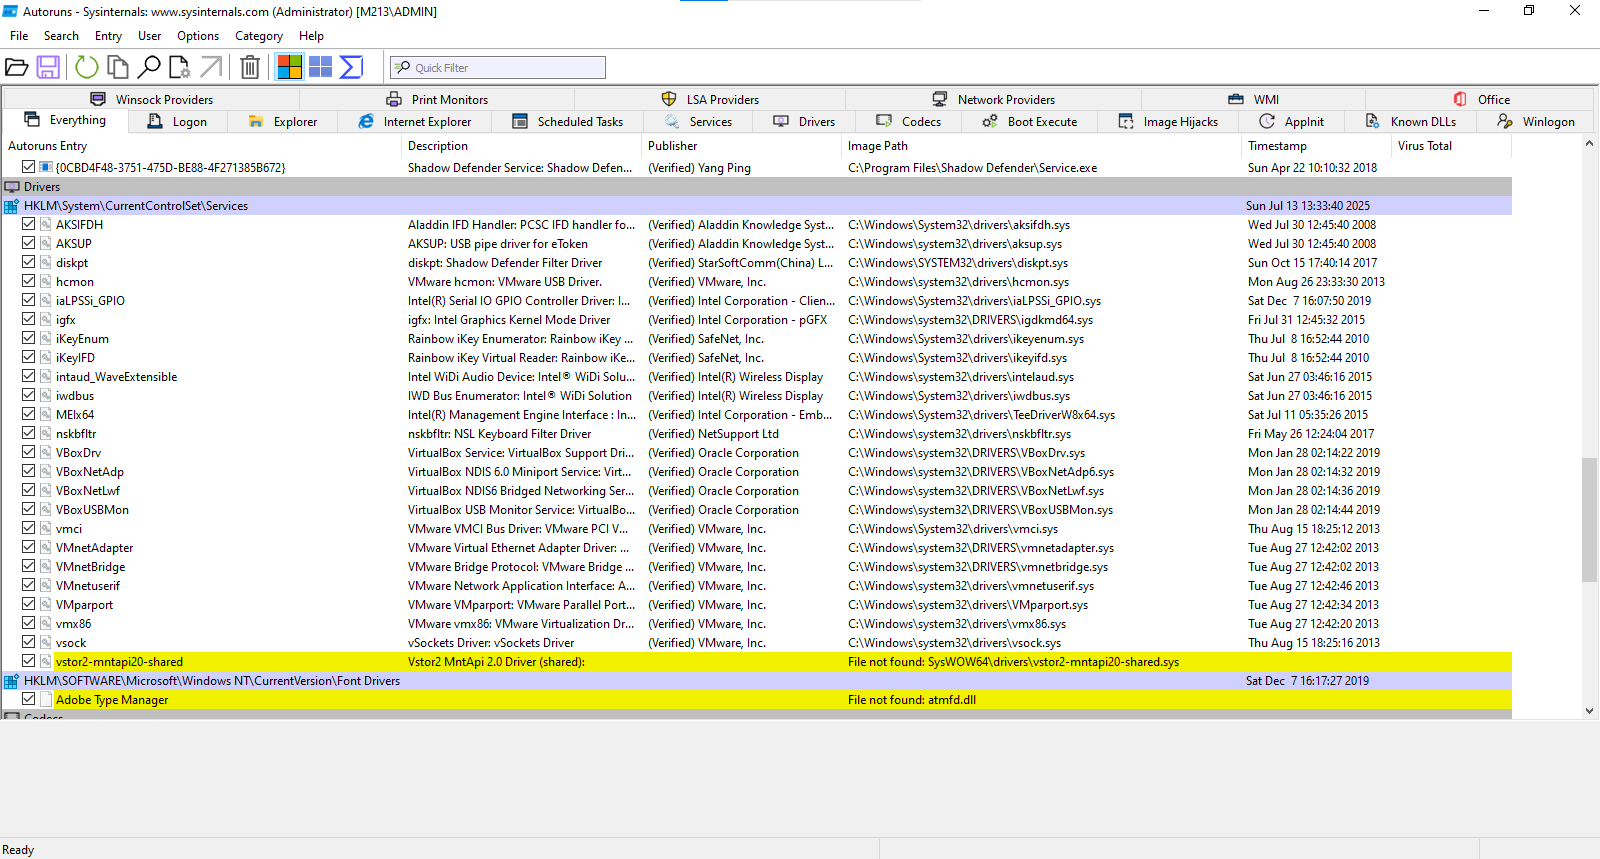 Autoruns - Sysinternals: www.sysinternals.com (Administrator) [M213\ADMIN]
File Search Entry User Options Category Help
Quick Filter
Winsock Providers Print Monitors LSA Providers Network Providers WMI Office
Everything Logon Explorer Internet Explorer Scheduled Tasks Services Drivers Codecs Boot Execute Image Hijacks AppInit Known DLLs Winlogon
Autoruns Entry Description Publisher Image Path Timestamp Virus Total
{0CBD4F48-3751-475D-BE88-4F271385B672} Shadow Defender Service: Shadow Defen... (Verified) Yang Ping C:\Program Files\Shadow Defender\Service.exe Sun Apr 22 10:10:32 2018
Drivers
HKLM\System\CurrentControlSet\Services Sun Jul 13 13:33:40 2025
AKSIFDH Aladdin IFD Handler: PCSC IFD handler fo... (Verified) Aladdin Knowledge Syst... C:\Windows\System32\drivers\aksifdh.sys Wed Jul 30 12:45:40 2008
AKSUP AKSUP: USB pipe driver for eToken (Verified) Aladdin Knowledge Syst... C:\Windows\System32\drivers\aksup.sys Wed Jul 30 12:45:40 2008
diskpt diskpt: Shadow Defender Filter Driver (Verified) StarSoftComm(China) L... C:\Windows\SYSTEM32\drivers\diskpt.sys Sun Oct 15 17:40:14 2017
hcmon VMware hcmon: VMware USB Driver. (Verified) VMware, Inc. C:\Windows\system32\drivers\hcmon.sys Mon Aug 26 23:33:30 2013
iaLPSSi_GPIO Intel(R) Serial IO GPIO Controller Driver: I... (Verified) Intel Corporation - Clien... C:\Windows\System32\drivers\iaLPSSi_GPIO.sys Sat Dec 7 16:07:50 2019
igfx igfx: Intel Graphics Kernel Mode Driver (Verified) Intel Corporation - pGFX C:\Windows\system32\DRIVERS\igdkmd64.sys Fri Jul 31 12:45:32 2015
iKeyEnum Rainbow iKey Enumerator: Rainbow iKey ... (Verified) SafeNet, Inc. C:\Windows\system32\drivers\ikeyenum.sys Thu Jul 8 16:52:44 2010
iKeyIFD Rainbow iKey Virtual Reader: Rainbow iKe... (Verified) SafeNet, Inc. C:\Windows\system32\drivers\ikeyifd.sys Thu Jul 8 16:52:44 2010
intaud_WaveExtensible Intel WiDi Audio Device: Intel® WiDi Solu... (Verified) Intel(R) Wireless Display C:\Windows\system32\drivers\intelaud.sys Sat Jun 27 03:46:16 2015
iwdbus IWD Bus Enumerator: Intel® WiDi Solution (Verified) Intel(R) Wireless Display C:\Windows\System32\drivers\iwdbus.sys Sat Jun 27 03:46:16 2015
MEIx64 Intel(R) Management Engine Interface : In... (Verified) Intel Corporation - Emb... C:\Windows\System32\drivers\TeeDriverW8x64.sys Sat Jul 11 05:35:26 2015
nskbfltr nskbfltr: NSL Keyboard Filter Driver (Verified) NetSupport Ltd C:\Windows\system32\drivers\nskbfltr.sys Fri May 26 12:24:04 2017
VBoxDrv VirtualBox Service: VirtualBox Support Dri... (Verified) Oracle Corporation C:\Windows\system32\DRIVERS\VBoxDrv.sys Mon Jan 28 02:14:22 2019
VBoxNetAdp VirtualBox NDIS 6.0 Miniport Service: Virt... (Verified) Oracle Corporation C:\Windows\system32\DRIVERS\VBoxNetAdp6.sys Mon Jan 28 02:14:32 2019
VBoxNetLwf VirtualBox NDIS6 Bridged Networking Ser... (Verified) Oracle Corporation C:\Windows\system32\DRIVERS\VBoxNetLwf.sys Mon Jan 28 02:14:36 2019
VBoxUSBMon VirtualBox USB Monitor Service: VirtualBo... (Verified) Oracle Corporation C:\Windows\system32\DRIVERS\VBoxUSBMon.sys Mon Jan 28 02:14:44 2019
vmci VMware VMCI Bus Driver: VMware PCI V... (Verified) VMware, Inc. C:\Windows\System32\drivers\vmci.sys Thu Aug 15 18:25:12 2013
VMnetAdapter VMware Virtual Ethernet Adapter Driver: ... (Verified) VMware, Inc. C:\Windows\system32\DRIVERS\vmnetadapter.sys Tue Aug 27 12:42:02 2013
VMnetBridge VMware Bridge Protocol: VMware Bridge ... (Verified) VMware, Inc. C:\Windows\system32\DRIVERS\vmnetbridge.sys Tue Aug 27 12:42:02 2013
VMnetuserif VMware Network Application Interface: A... (Verified) VMware, Inc. C:\Windows\system32\drivers\vmnetuserif.sys Tue Aug 27 12:42:46 2013
VMparport VMware VMparport: VMware Parallel Port... (Verified) VMware, Inc. C:\Windows\system32\drivers\VMparport.sys Tue Aug 27 12:42:34 2013
vmx86 VMware vmx86: VMware Virtualization Dr... (Verified) VMware, Inc. C:\Windows\system32\drivers\vmx86.sys Tue Aug 27 12:42:20 2013
vsock vSockets Driver: vSockets Driver (Verified) VMware, Inc. C:\Windows\system32\drivers\vsock.sys Thu Aug 15 18:25:16 2013
vstor2-mntapi20-shared Vstor2 MntApi 2.0 Driver (shared): File not found: SysWOW64\drivers\vstor2-mntapi20-shared.sys
HKLM\SOFTWARE\Microsoft\Windows NT\CurrentVersion\Font Drivers Sat Dec 7 16:17:27 2019
Adobe Type Manager File not found: atmfd.dll
Codecs
Ready